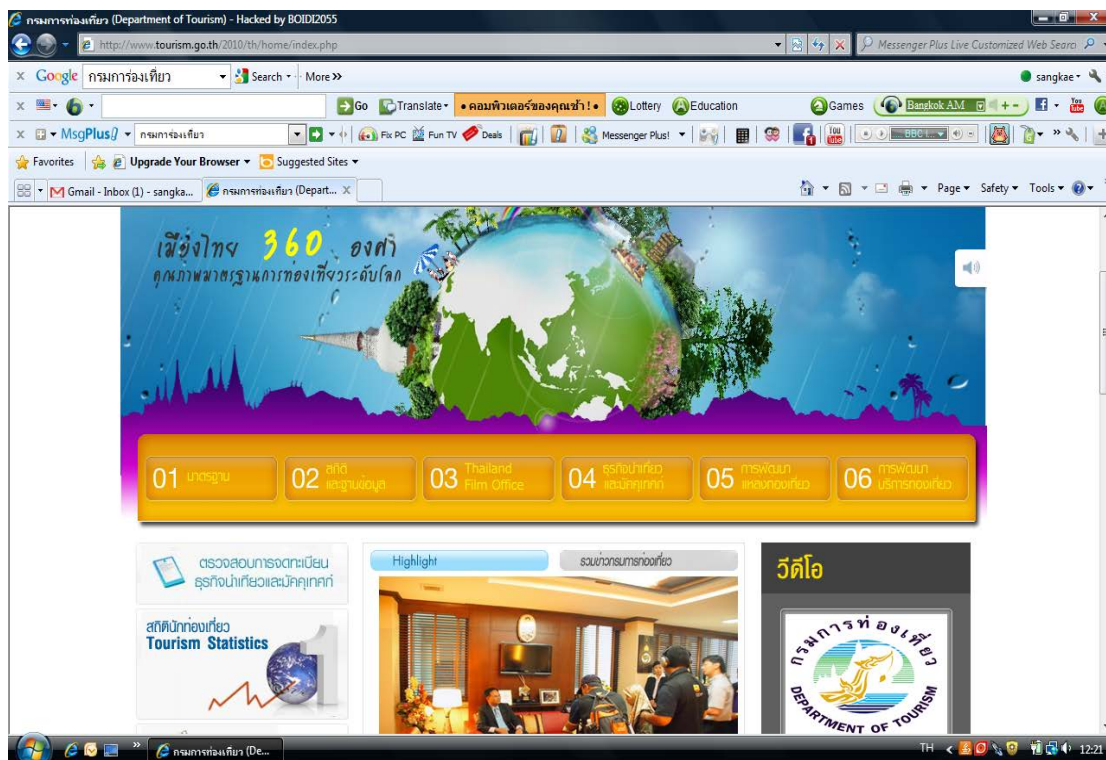 กรมการท่องเที่ยว (Department of Tourism) - Hacked by BOIDI2055
http://www.tourism.go.th/2010/th/home/index.php
Messenger Plus Live Customized Web Searc
x Google กรมการ่องเที่ยว Search More >>
sangkae
x Go Translate • คอมพิวเตอร์ของคุณช้า ! • Lottery Education Games Bangkok AM
x MsgPlus! กรมการ่องเที่ยว Fix PC Fun TV Deals Messenger Plus! You Tube BBC
Favorites Upgrade Your Browser Suggested Sites
Gmail - Inbox (1) - sangka... กรมการท่องเที่ยว (Depart... X Page Safety Tools
เมืองไทย 360 องศา
คุณภาพมาตรฐานการท่องเที่ยวระดับโลก
01 มาตรฐาน
02 สถิติ
และฐานข้อมูล
03 Thailand
Film Office
04 ธุรกิจนำเที่ยว
และมัคคุเทศก์
05 การพัฒนา
แหล่งท่องเที่ยว
06 การพัฒนา
บริการท่องเที่ยว
ตรวจสอบการจดทะเบียน
ธุรกิจนำเที่ยวและมัคคุเทศก์
สถิตินักท่องเที่ยว
Tourism Statistics
1
Highlight
รวมข่าวกรมการท่องเที่ยว
วีดีโอ
กรมการท่องเที่ยว
DEPARTMENT OF TOURISM
กรมการท่องเที่ยว (De...
TH
12:21